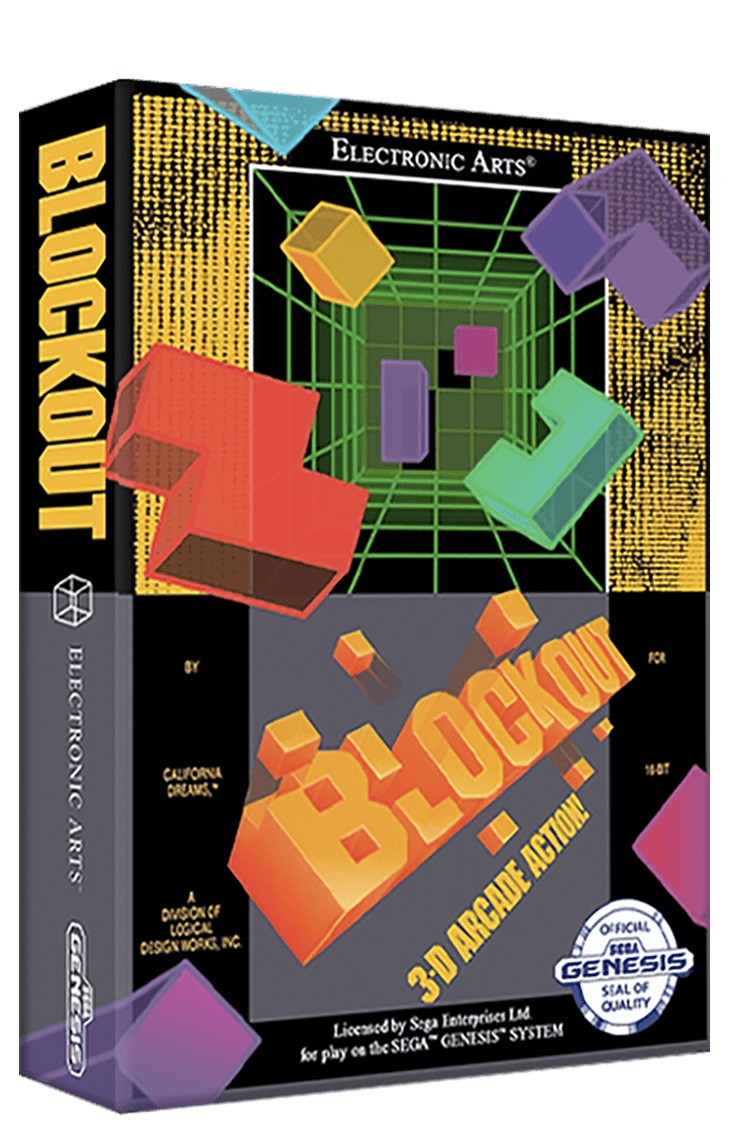 BLOCKOUT
ELECTRONIC ARTS™
SEGA
GENESIS
ELECTRONIC ARTS®
BY
CALIFORNIA
DREAMS,™
A
DIVISION OF
LOGICAL
DESIGN WORKS, INC.
FOR
16-BIT
BLOCKOUT
3-D ARCADE ACTION!
OFFICIAL
SEGA
GENESIS
SEAL OF
QUALITY
Licensed by Sega Enterprises Ltd.
for play on the SEGA™ GENESIS™ SYSTEM